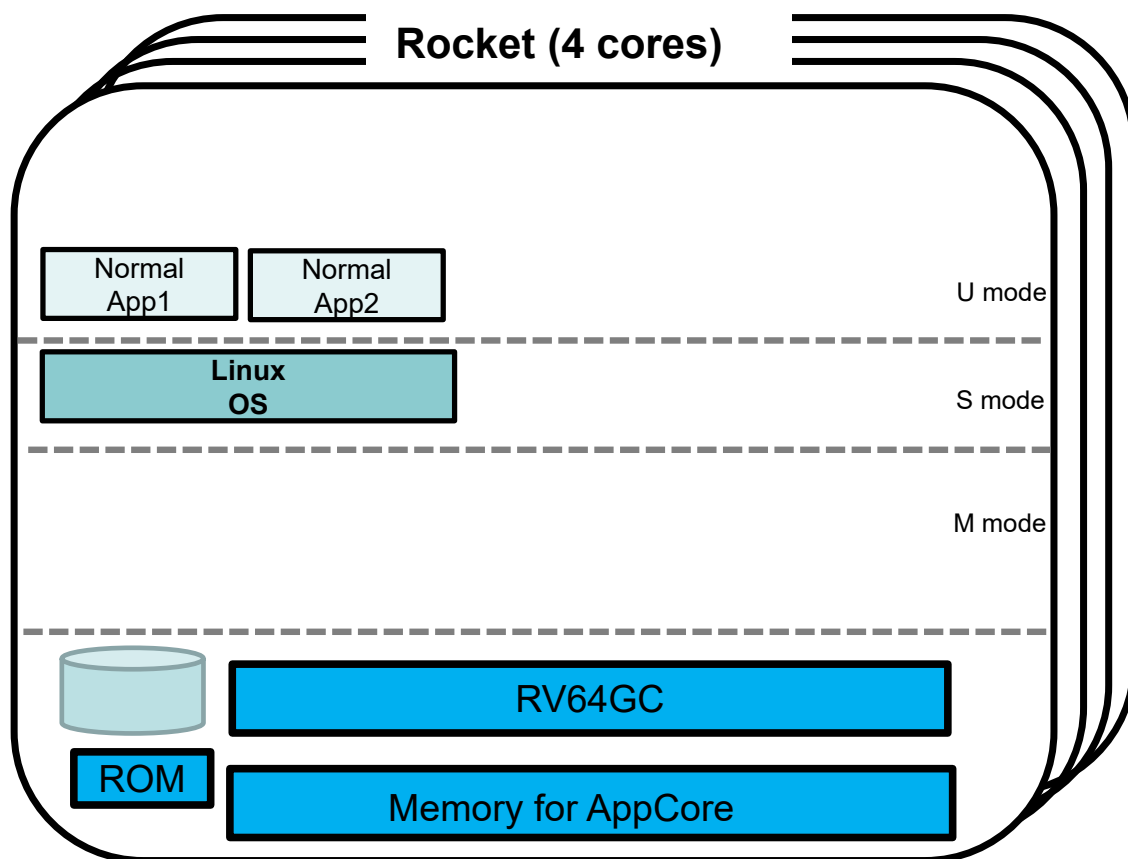 Rocket (4 cores)
Normal
App1
Normal
App2
U mode
Linux
OS
S mode
M mode
RV64GC
ROM
Memory for AppCore